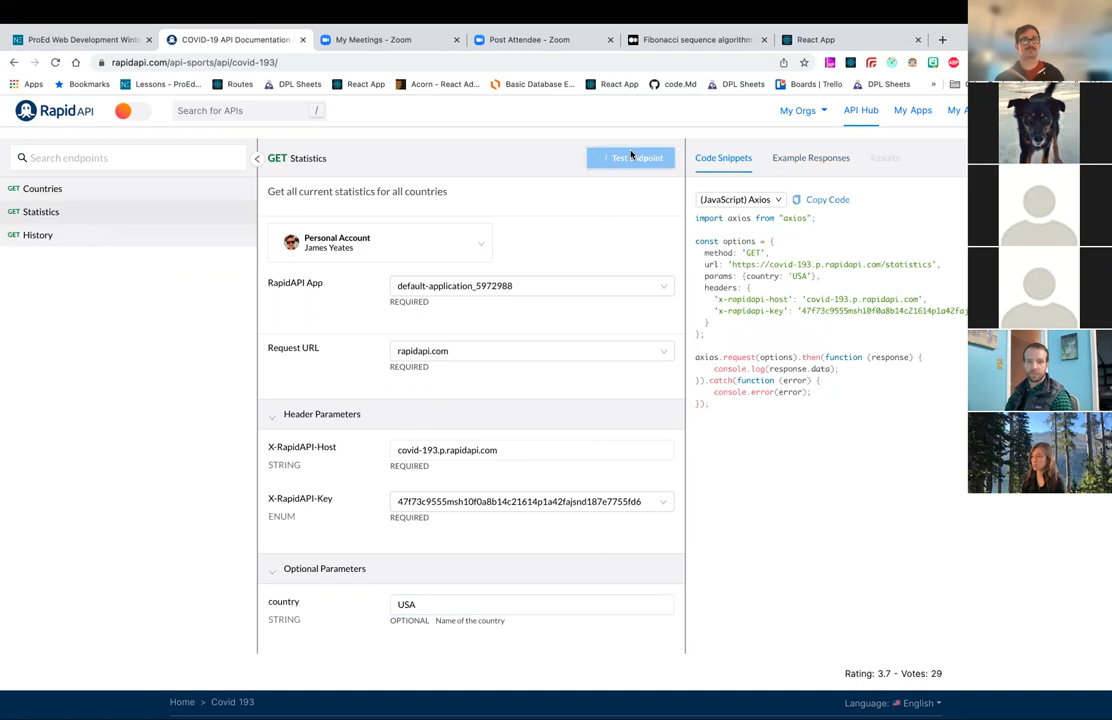 ProEd Web Development Wint
COVID-19 API Documentation
My Meetings - Zoom
Post Attendee - Zoom
Fibonacci sequence algorithm
React App
rapidapi.com/api-sports/api/covid-193/
Apps
Bookmarks
Lessons – ProEd...
Routes
DPL Sheets
React App
Acorn - React Ad...
Basic Database E...
React App
code.Md
DPL Sheets
Boards | Trello
DPL Sheets
»
Rapid API
Search for APIs
/
My Orgs
API Hub
My Apps
My A
Search endpoints
GET Countries
GET Statistics
GET History
GET Statistics
Test Endpoint
Get all current statistics for all countries
Personal Account
James Yeates
RapidAPI App
default-application_5972988
REQUIRED
Request URL
rapidapi.com
REQUIRED
Header Parameters
X-RapidAPI-Host
STRING
covid-193.p.rapidapi.com
REQUIRED
X-RapidAPI-Key
ENUM
47f73c9555msh10f0a8b14c21614p1a42fajsnd187e7755fd6
REQUIRED
Optional Parameters
country
STRING
USA
OPTIONAL Name of the country
Code Snippets
Example Responses
Results
(JavaScript) Axios
Copy Code
import axios from "axios";
const options = {
method: 'GET',
url: 'https://covid-193.p.rapidapi.com/statistics',
params: {country: 'USA'},
headers: {
'x-rapidapi-host': 'covid-193.p.rapidapi.com',
'x-rapidapi-key': '47f73c9555msh10f0a8b14c21614p1a42faj
}
};
axios.request(options).then(function (response) {
console.log(response.data);
}).catch(function (error) {
console.error(error);
});
Rating: 3.7 - Votes: 29
Home > Covid 193
Language: English